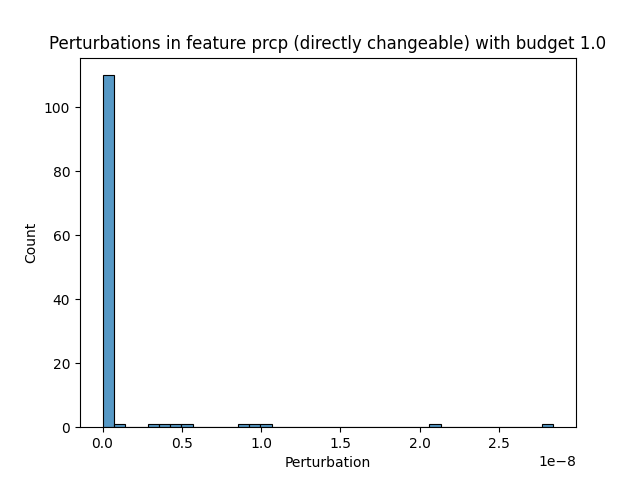 Perturbations in feature prcp (directly changeable) with budget 1.0
100
80
60
40
20
0
Count
0.0 0.5 1.0 1.5 2.0 2.5
1e−8
Perturbation